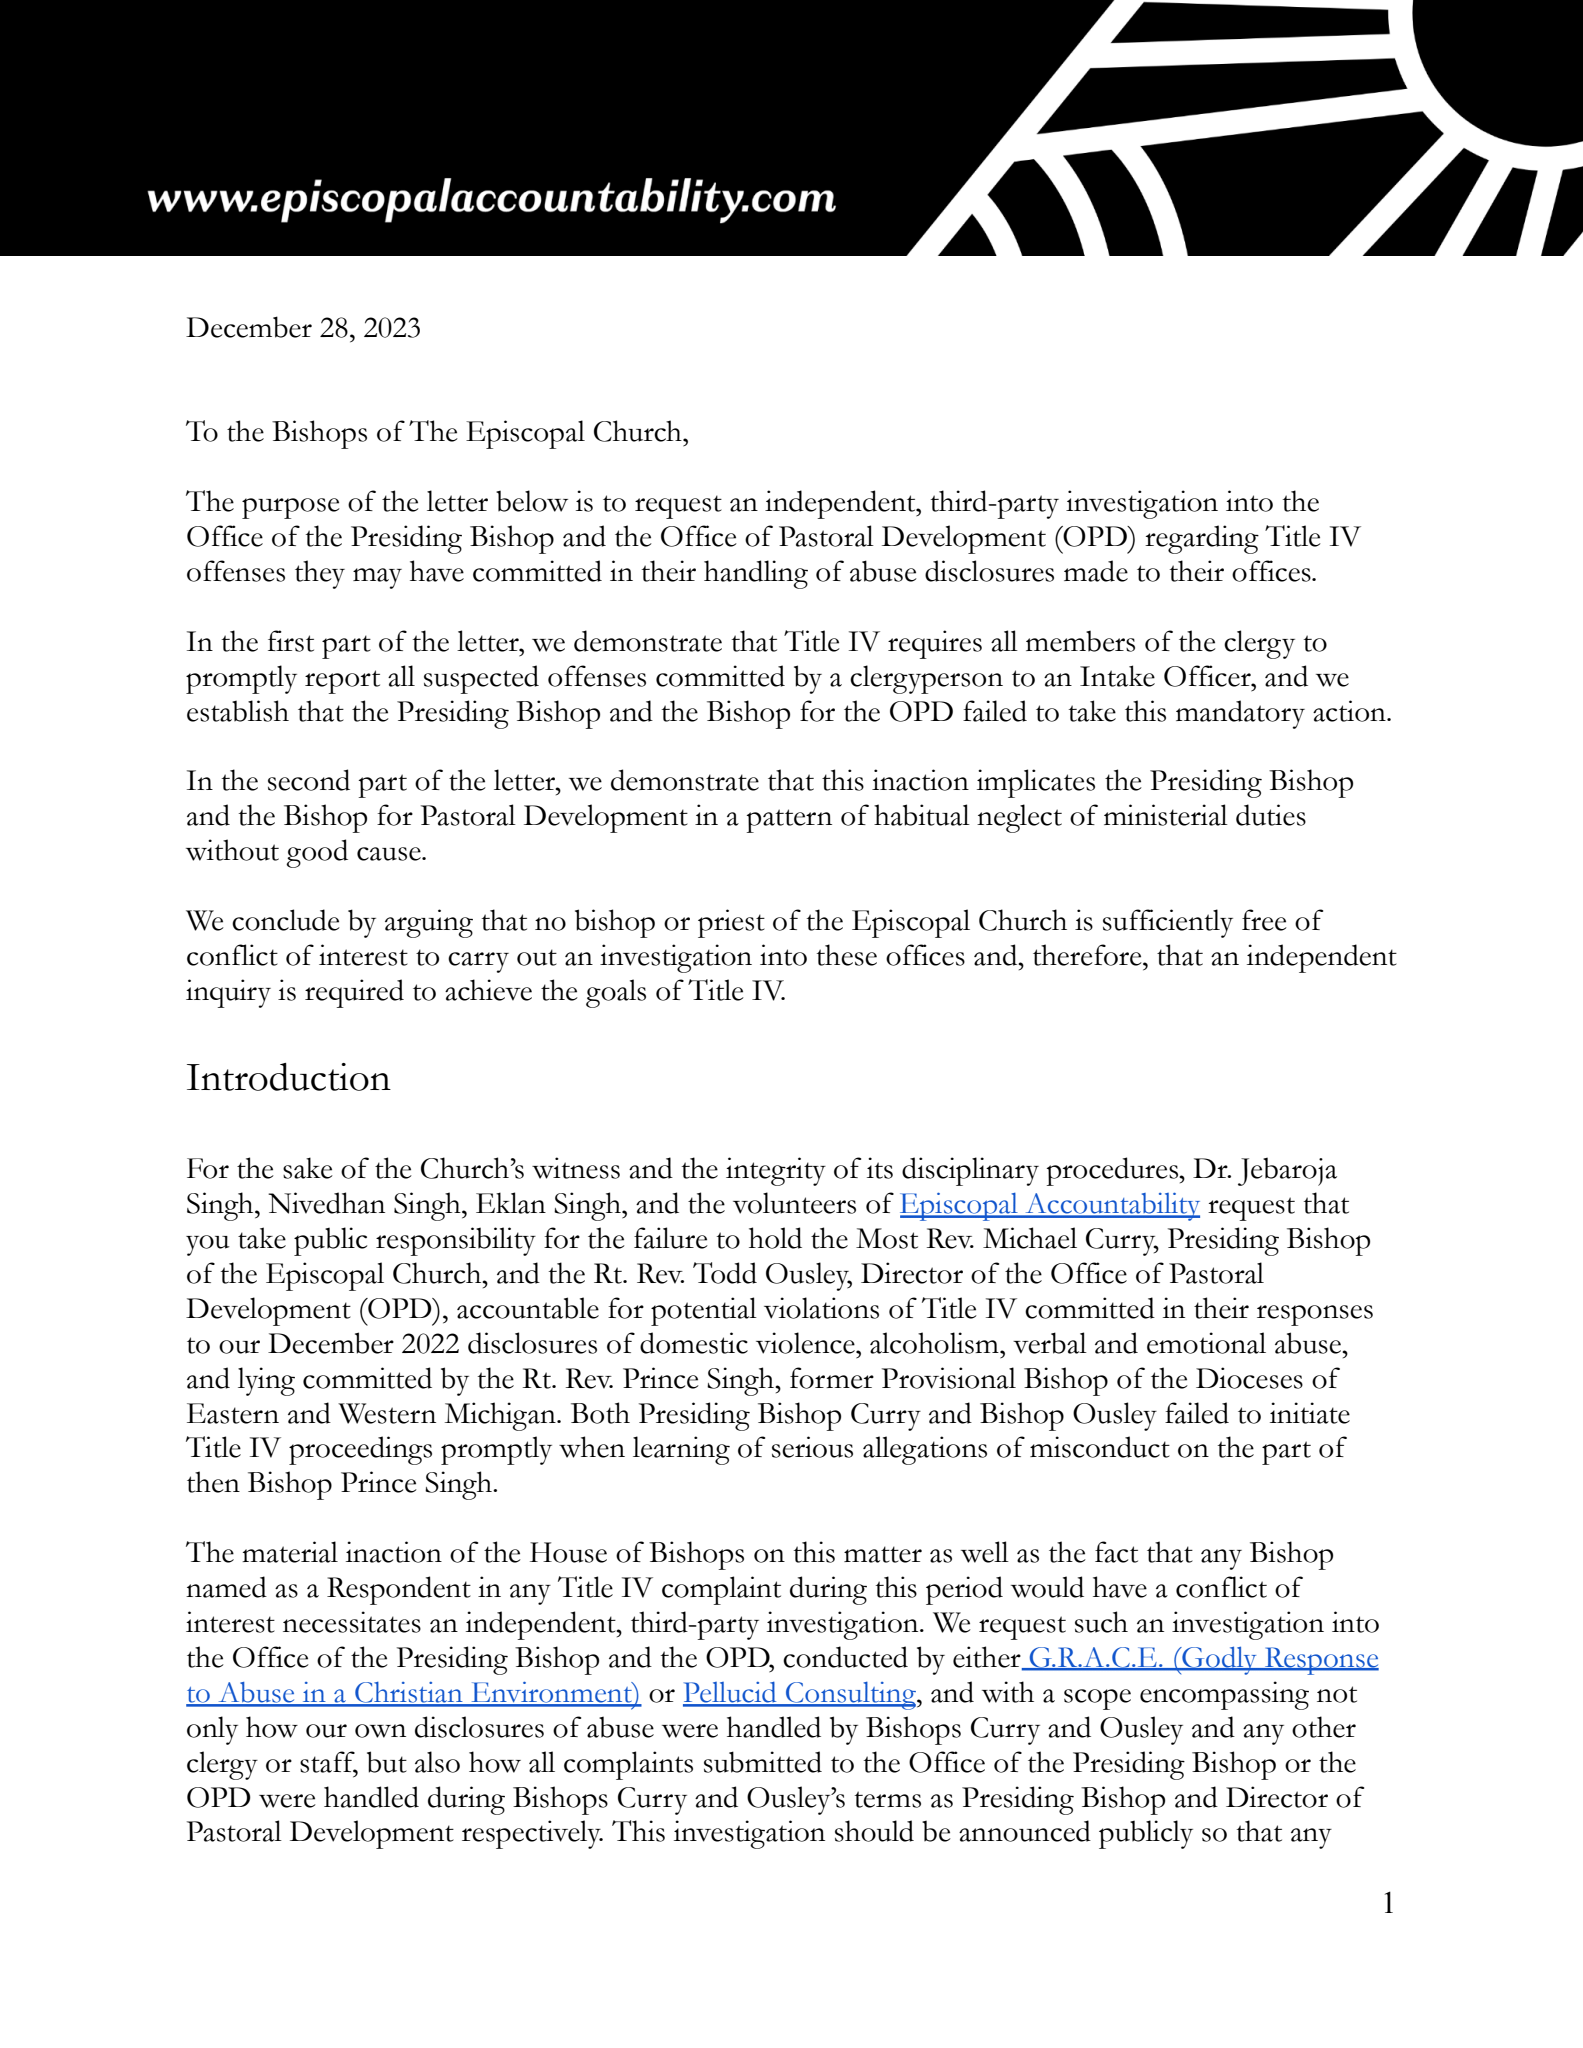 www.episcopalaccountability.com
December 28, 2023
To the Bishops of The Episcopal Church,
The purpose of the letter below is to request an independent, third-party investigation into the
Office of the Presiding Bishop and the Office of Pastoral Development (OPD) regarding Title IV
offenses they may have committed in their handling of abuse disclosures made to their offices.
In the first part of the letter, we demonstrate that Title IV requires all members of the clergy to
promptly report all suspected offenses committed by a clergyperson to an Intake Officer, and we
establish that the Presiding Bishop and the Bishop for the OPD failed to take this mandatory action.
In the second part of the letter, we demonstrate that this inaction implicates the Presiding Bishop
and the Bishop for Pastoral Development in a pattern of habitual neglect of ministerial duties
without good cause.
We conclude by arguing that no bishop or priest of the Episcopal Church is sufficiently free of
conflict of interest to carry out an investigation into these offices and, therefore, that an independent
inquiry is required to achieve the goals of Title IV.
Introduction
For the sake of the Church’s witness and the integrity of its disciplinary procedures, Dr. Jebaroja
Singh, Nivedhan Singh, Eklan Singh, and the volunteers of Episcopal Accountability request that
you take public responsibility for the failure to hold the Most Rev. Michael Curry, Presiding Bishop
of the Episcopal Church, and the Rt. Rev. Todd Ousley, Director of the Office of Pastoral
Development (OPD), accountable for potential violations of Title IV committed in their responses
to our December 2022 disclosures of domestic violence, alcoholism, verbal and emotional abuse,
and lying committed by the Rt. Rev. Prince Singh, former Provisional Bishop of the Dioceses of
Eastern and Western Michigan. Both Presiding Bishop Curry and Bishop Ousley failed to initiate
Title IV proceedings promptly when learning of serious allegations of misconduct on the part of
then Bishop Prince Singh.
The material inaction of the House of Bishops on this matter as well as the fact that any Bishop
named as a Respondent in any Title IV complaint during this period would have a conflict of
interest necessitates an independent, third-party investigation. We request such an investigation into
the Office of the Presiding Bishop and the OPD, conducted by either G.R.A.C.E. (Godly Response
to Abuse in a Christian Environment) or Pellucid Consulting, and with a scope encompassing not
only how our own disclosures of abuse were handled by Bishops Curry and Ousley and any other
clergy or staff, but also how all complaints submitted to the Office of the Presiding Bishop or the
OPD were handled during Bishops Curry and Ousley’s terms as Presiding Bishop and Director of
Pastoral Development respectively. This investigation should be announced publicly so that any
1